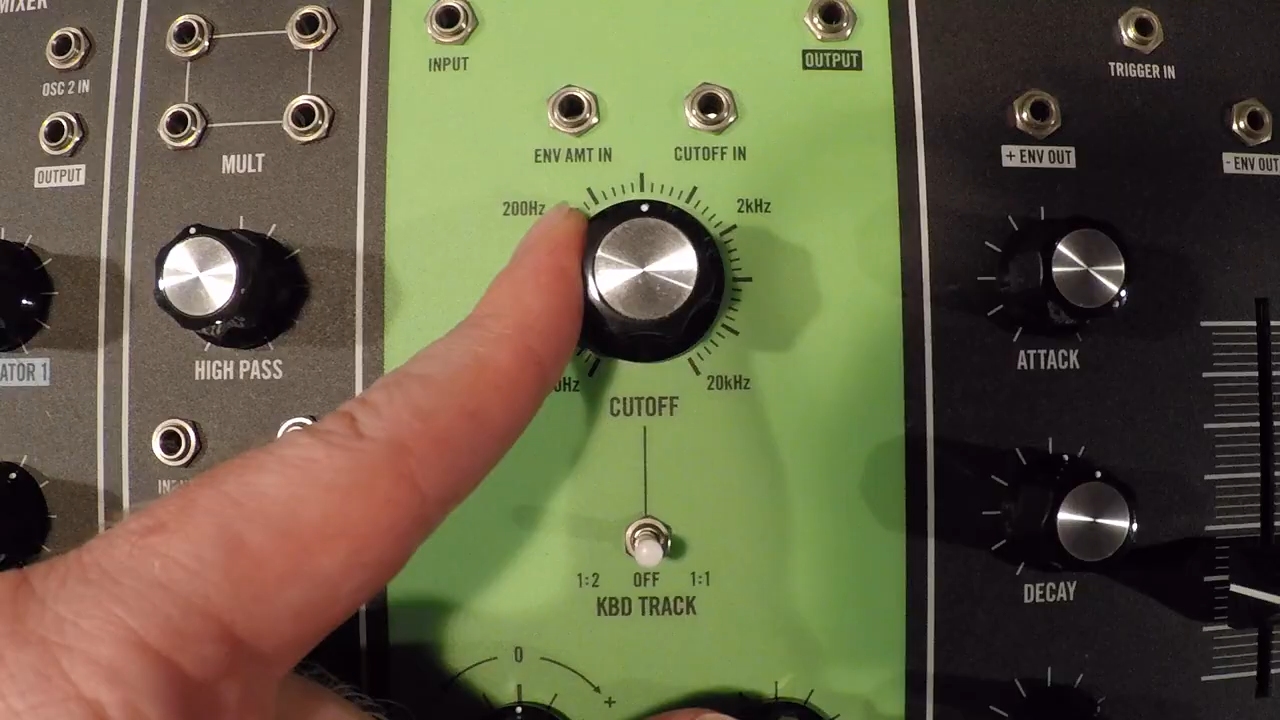 MIXER
OSC 2 IN
OUTPUT
MULT
INPUT
OUTPUT
ENV AMT IN
CUTOFF IN
200Hz
2kHz
20kHz
CUTOFF
1:2 OFF 1:1
KBD TRACK
0
+
HIGH PASS
TRIGGER IN
+ ENV OUT
- ENV OUT
ATTACK
DECAY